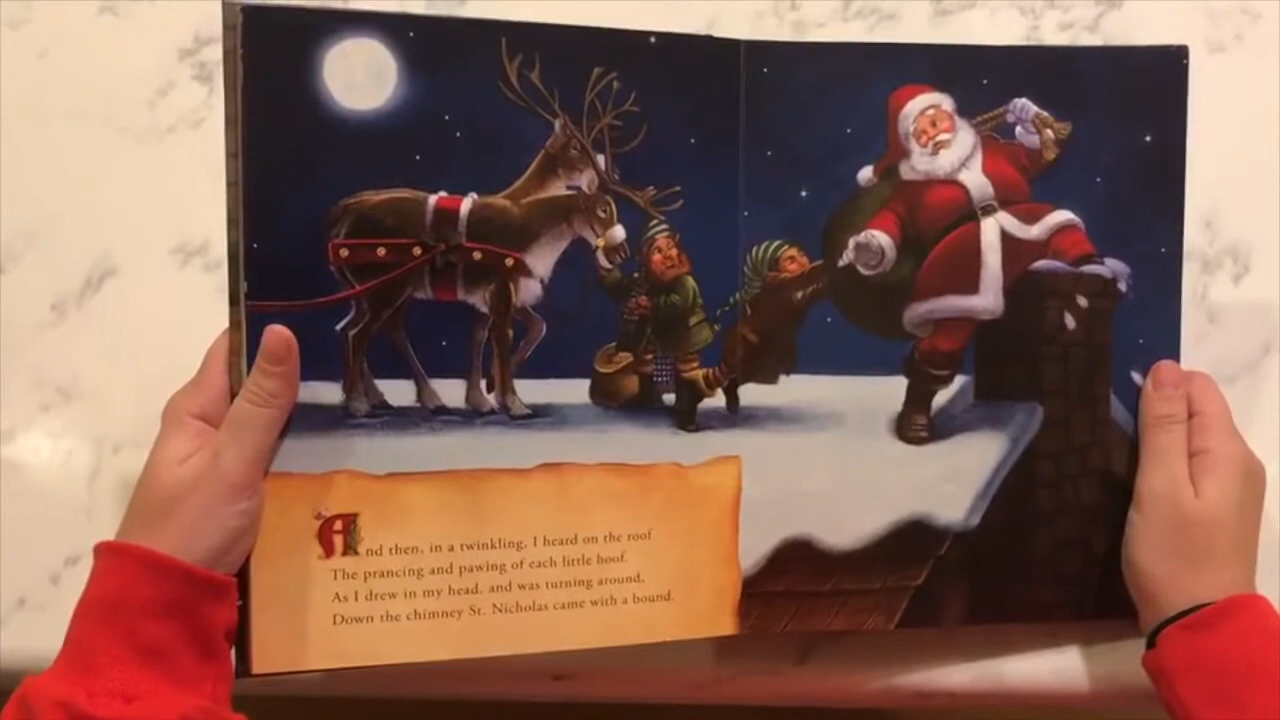 And then, in a twinkling, I heard on the roof
The prancing and pawing of each little hoof.
As I drew in my head, and was turning around,
Down the chimney St. Nicholas came with a bound.